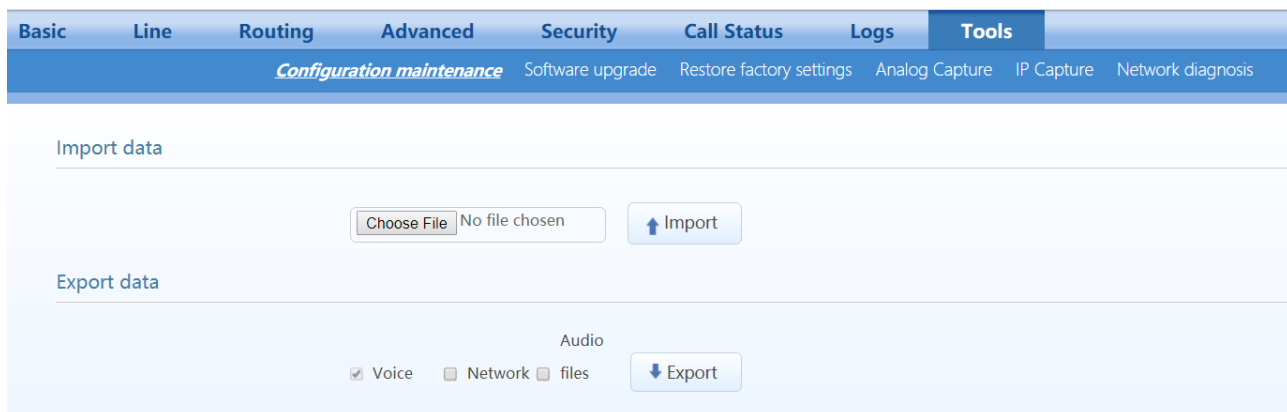 Basic Line Routing Advanced Security Call Status Logs Tools
Configuration maintenance Software upgrade Restore factory settings Analog Capture IP Capture Network diagnosis
Import data
Choose File No file chosen Import
Export data
Audio
Voice Network files Export